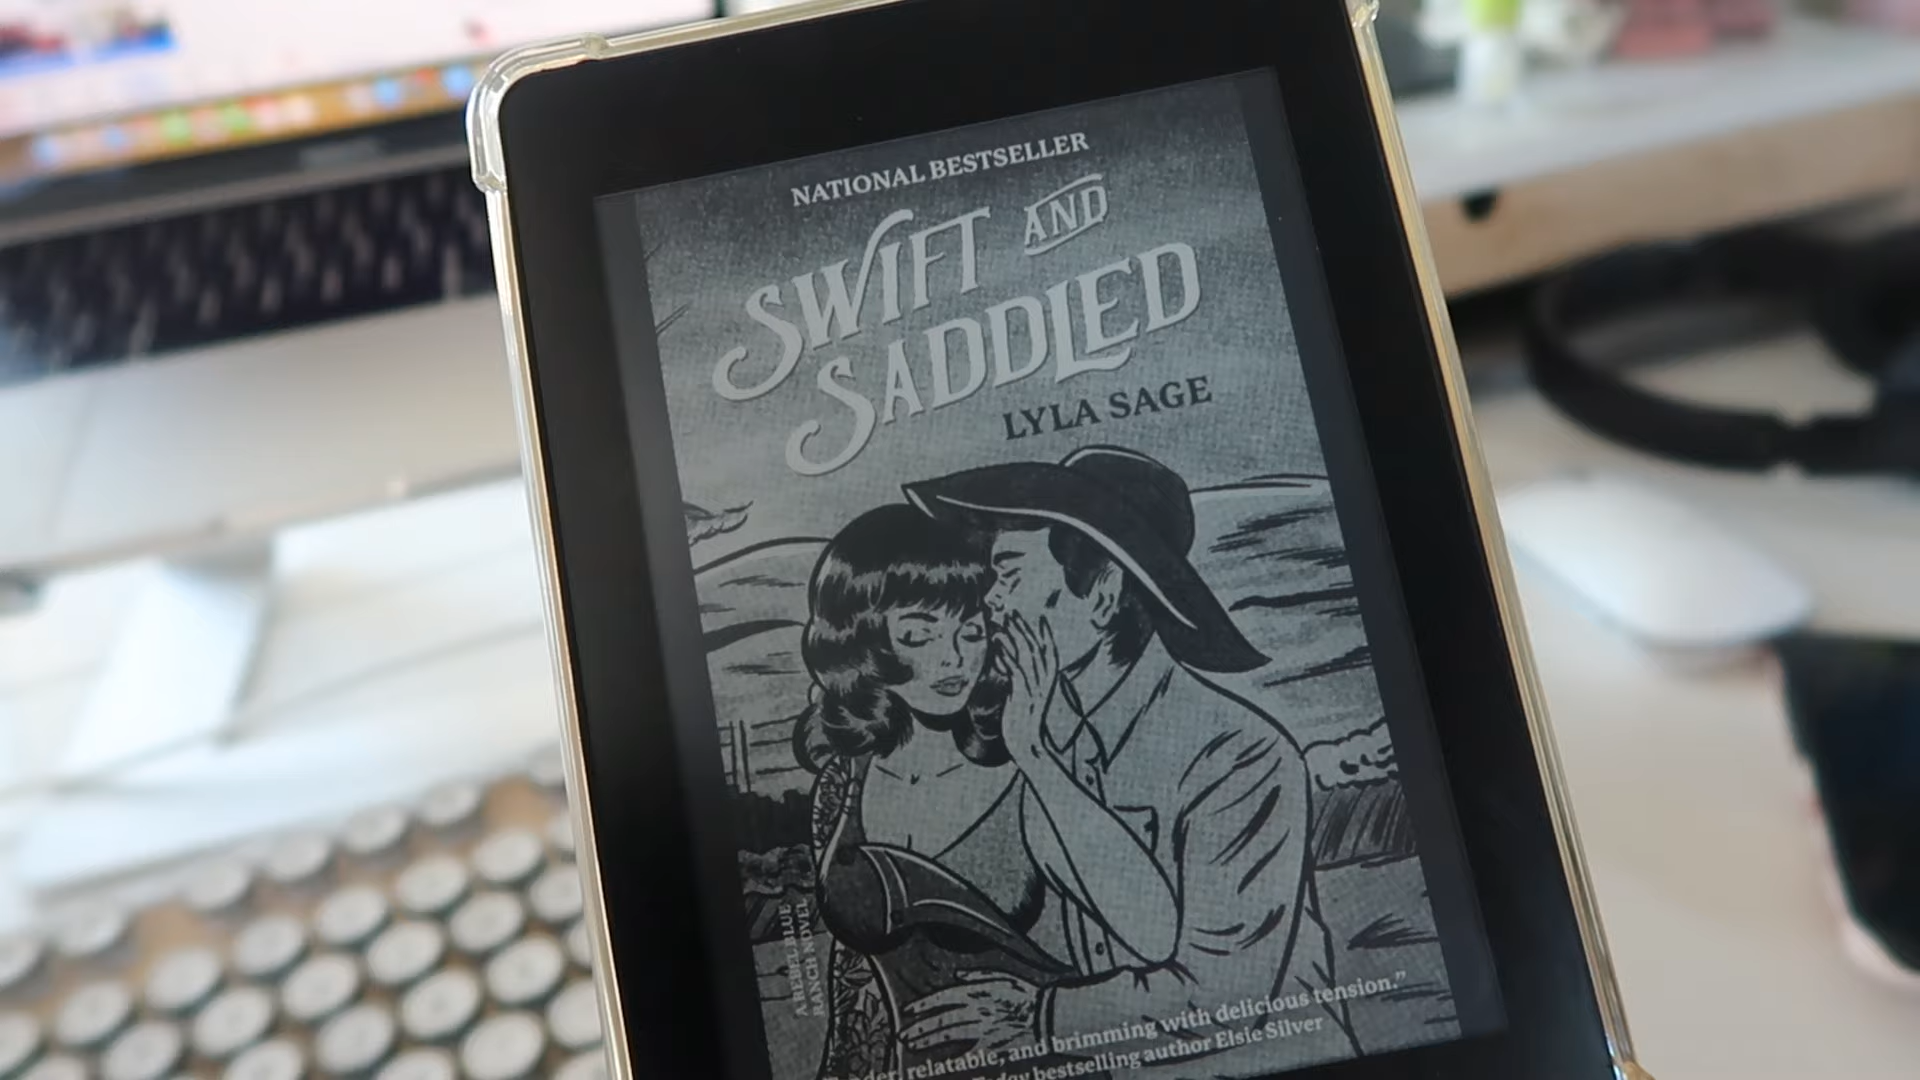 NATIONAL BESTSELLER
SWIFT AND
SADDLED
LYLA SAGE
A REBEL BLUE
RANCH NOVEL
relatable, and brimming with delicious tension.”
bestselling author Elsie Silver